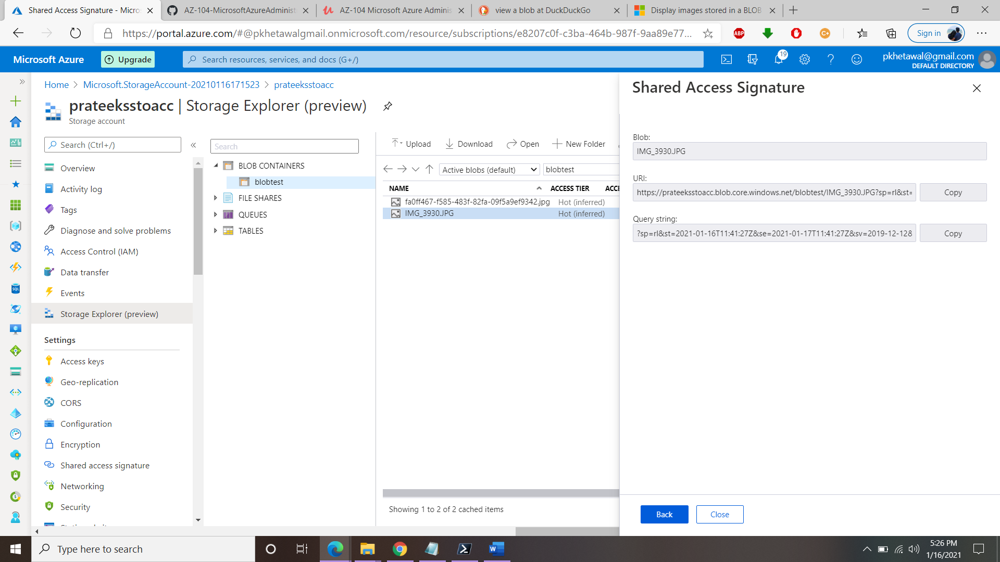 Shared Access Signature - Micros
AZ-104-MicrosoftAzureAdminist
AZ-104 Microsoft Azure Adminis
view a blob at DuckDuckGo
Display images stored in a BLOB
https://portal.azure.com/#@pkhetawalgmail.onmicrosoft.com/resource/subscriptions/e8207c0f-c3ba-464b-987f-9aa89e77...
ABP
Sign in
Microsoft Azure
Upgrade
Search resources, services, and docs (G+/)
19
pkhetawal@gmail.com
DEFAULT DIRECTORY
Home > Microsoft.StorageAccount-20210116171523 > prateeksstoacc
prateeksstoacc | Storage Explorer (preview)
Storage account
Search (Ctrl+/)
Overview
Activity log
Tags
Diagnose and solve problems
Access Control (IAM)
Data transfer
Events
Storage Explorer (preview)
Settings
Access keys
Geo-replication
CORS
Configuration
Encryption
Shared access signature
Networking
Security
SQL
Search
BLOB CONTAINERS
blobtest
FILE SHARES
QUEUES
TABLES
Upload
Download
Open
New Folder
Active blobs (default)
blobtest
NAME ACCESS TIER ACCE
fa0ff467-f585-483f-82fa-09f5a9ef9342.jpg Hot (inferred)
IMG_3930.JPG Hot (inferred)
Showing 1 to 2 of 2 cached items
Shared Access Signature
Blob:
IMG_3930.JPG
URI:
https://prateeksstoacc.blob.core.windows.net/blobtest/IMG_3930.JPG?sp=rl&st=
Copy
Query string:
?sp=rl&st=2021-01-16T11:41:27Z&se=2021-01-17T11:41:27Z&sv=2019-12-12&
Copy
Back
Close
Type here to search
5:26 PM
1/16/2021